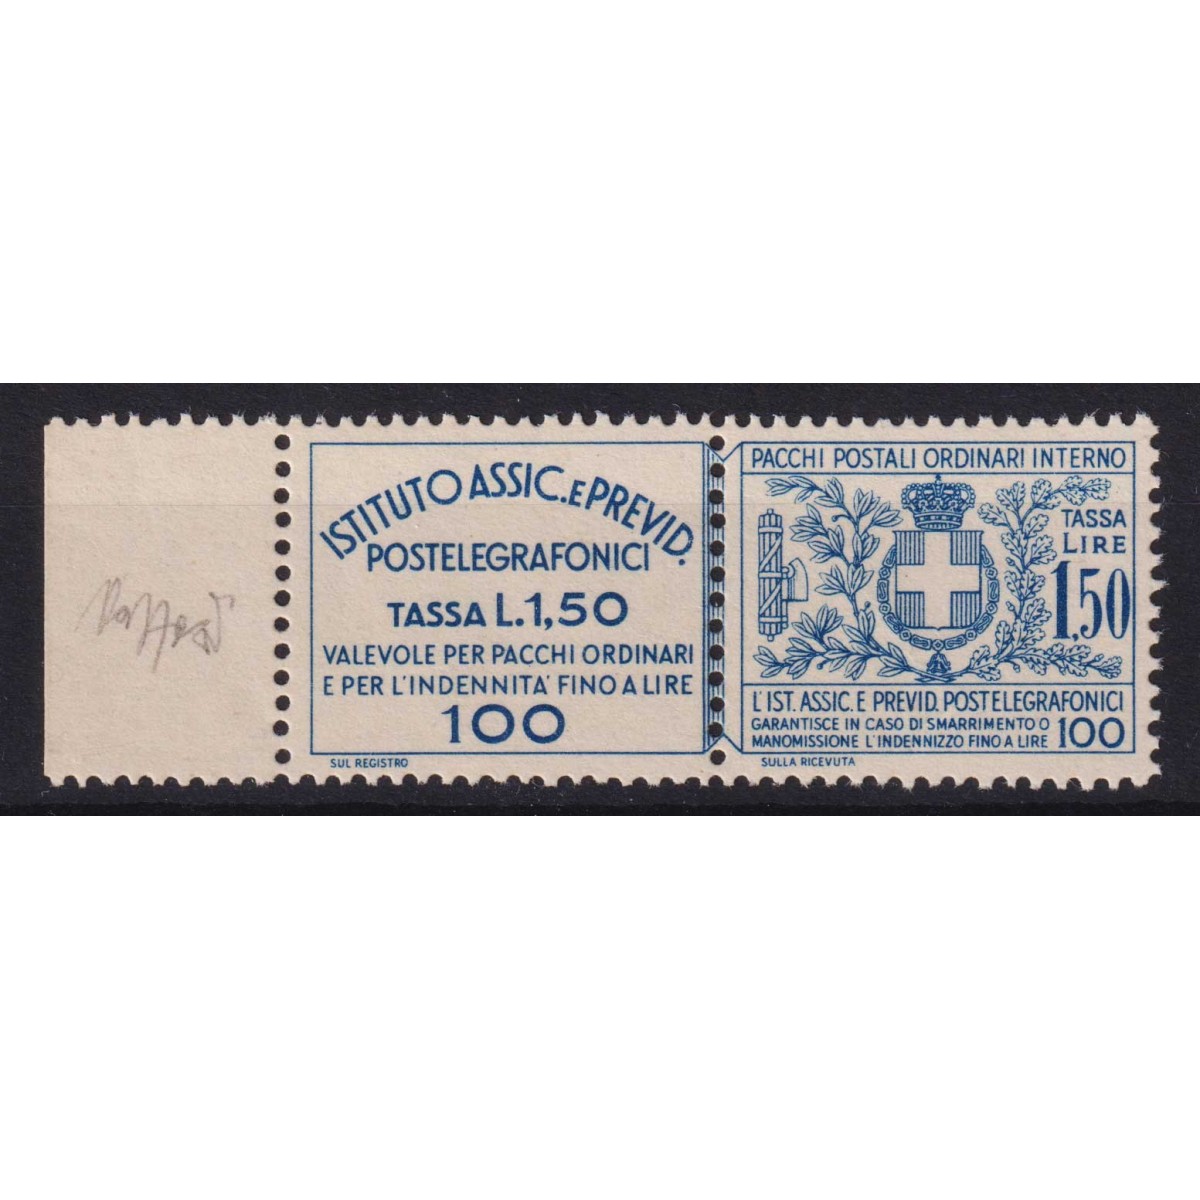 ISTITUTO ASSIC. E PREVID.
POSTELEGRAFONICI
TASSA L.1,50
VALEVOLE PER PACCHI ORDINARI
E PER L'INDENNITA' FINO A LIRE
100
SUL REGISTRO
PACCHI POSTALI ORDINARI INTERNO
TASSA
LIRE
1,50
L'IST. ASSIC. E PREVID. POSTELEGRAFONICI
GARANTISCE IN CASO DI SMARRIMENTO O
MANOMISSIONE L'INDENNIZZO FINO A LIRE 100
SULLA RICEVUTA